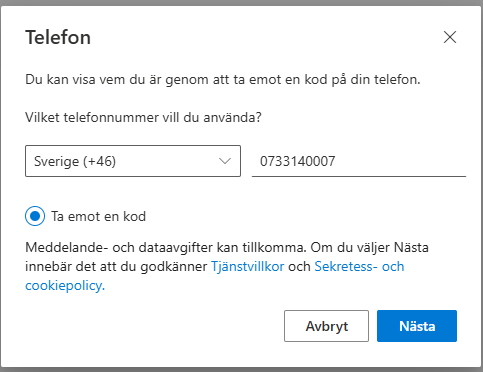 Telefon
Du kan visa vem du är genom att ta emot en kod på din telefon.
Vilket telefonnummer vill du använda?
Sverige (+46) 0733140007
Ta emot en kod
Meddelande- och dataavgifter kan tillkomma. Om du väljer Nästa
innebär det att du godkänner Tjänstvillkor och Sekretess- och
cookiepolicy.
Avbryt Nästa